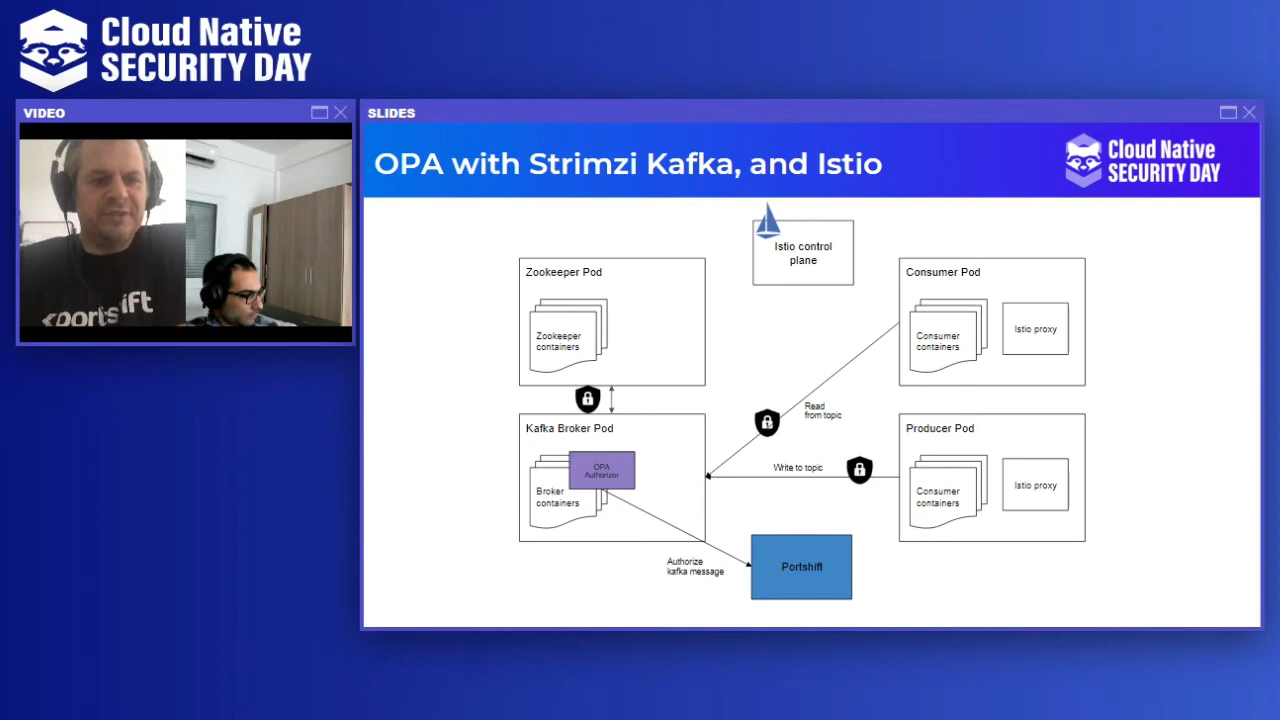 Cloud Native
SECURITY DAY
VIDEO
SLIDES
OPA with Strimzi Kafka, and Istio
Cloud Native
SECURITY DAY
Istio control
plane
Zookeeper Pod
Zookeeper
containers
Consumer Pod
Consumer
containers
Istio proxy
Read
from topic
Kafka Broker Pod
OPA
Authorizer
Broker
containers
Write to topic
Producer Pod
Consumer
containers
Istio proxy
Authorize
kafka message
Portshift